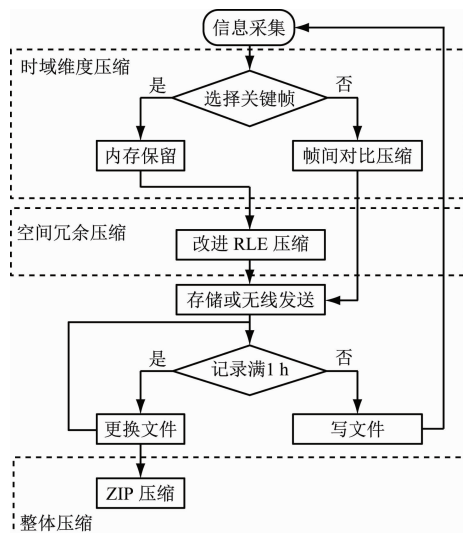 信息采集
时域维度压缩
是
选择关键帧
否
内存保留
帧间对比压缩
空间冗余压缩
改进 RLE 压缩
存储或无线发送
是
记录满1 h
否
更换文件
写文件
ZIP 压缩
整体压缩